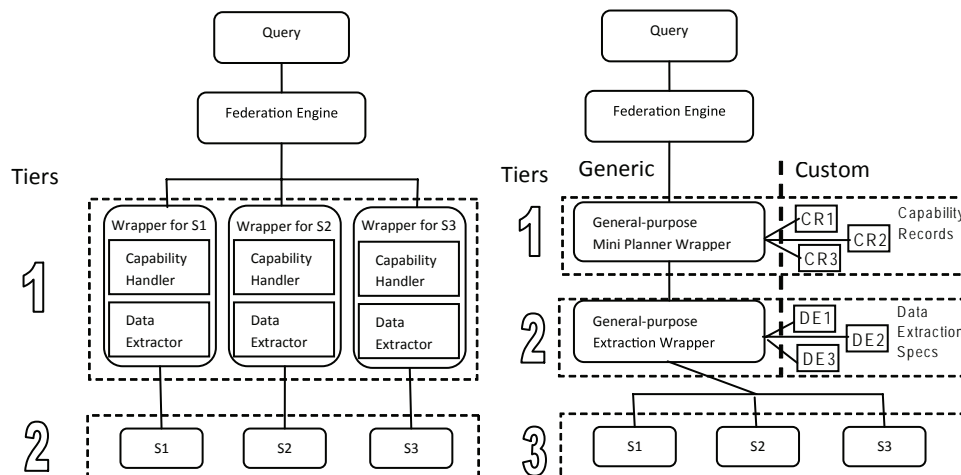 Query
Federation Engine
Tiers
1
Wrapper for S1
Capability
Handler
Data
Extractor
Wrapper for S2
Capability
Handler
Data
Extractor
Wrapper for S3
Capability
Handler
Data
Extractor
2
S1
S2
S3
Query
Federation Engine
Tiers
Generic
Custom
1
General-purpose
Mini Planner Wrapper
CR1
CR2
CR3
Capability
Records
2
General-purpose
Extraction Wrapper
DE1
DE2
DE3
Data
Extraction
Specs
3
S1
S2
S3